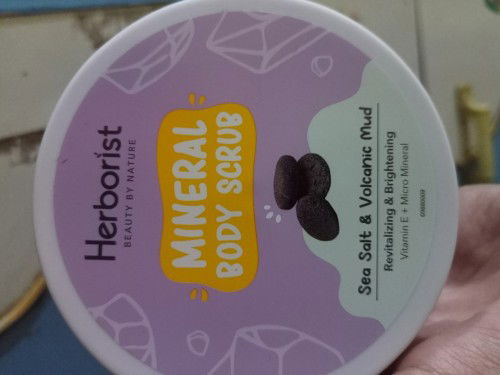 Herborist
BEAUTY BY NATURE
MINERAL
BODY SCRUB
Sea Salt & Volcanic Mud
Revitalizing & Brightening
Vitamin E + Micro Mineral